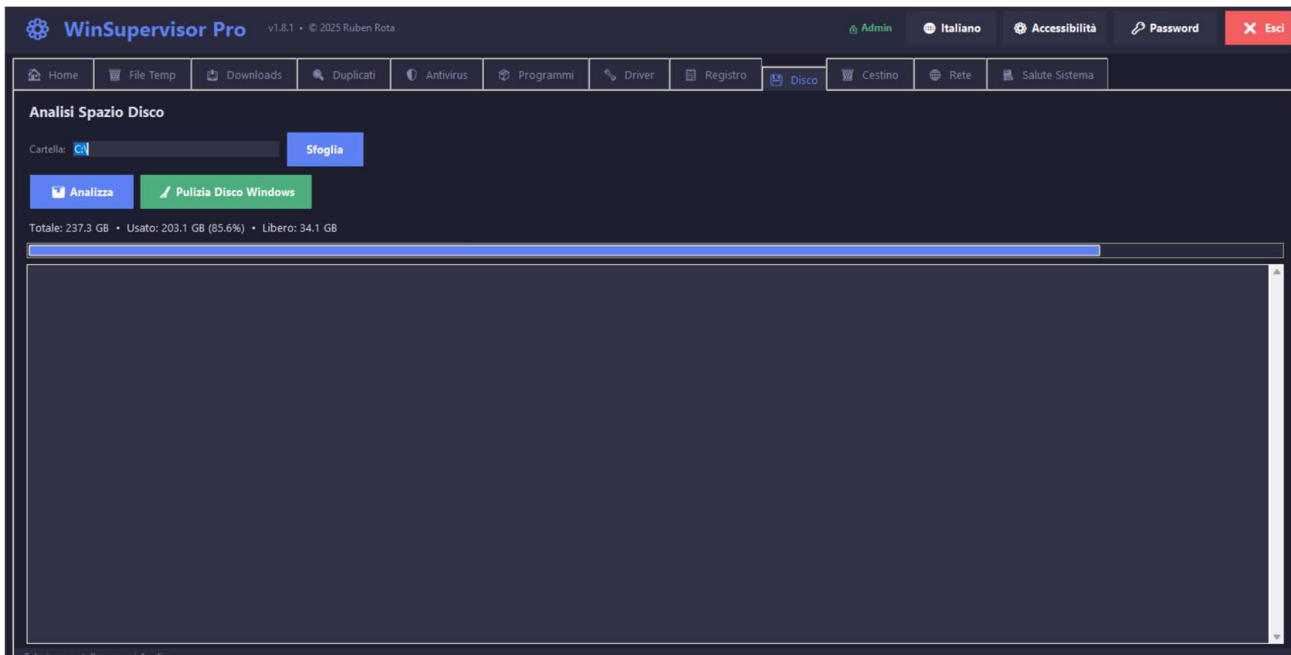 WinSupervisor Pro v1.8.1 • © 2025 Ruben Rota Admin Italiano Accessibilità Password Esci
Home File Temp Downloads Duplicati Antivirus Programmi Driver Registro Disco Cestino Rete Salute Sistema
Analisi Spazio Disco
Cartella: C:\ Sfoglia
Analizza Pulizia Disco Windows
Totale: 237.3 GB • Usato: 203.1 GB (85.6%) • Libero: 34.1 GB